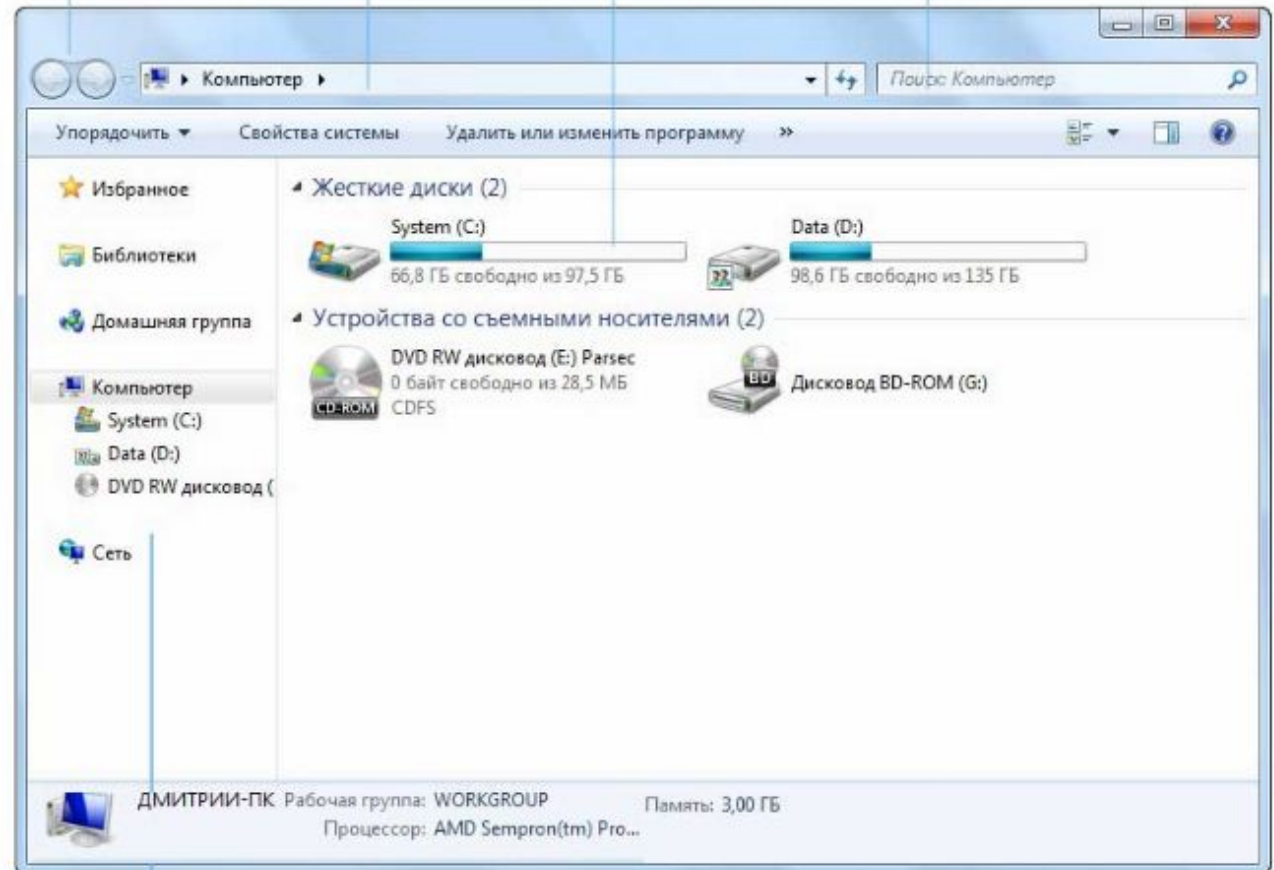 Компьютер
Поиск: Компьютер
Упорядочить Свойства системы Удалить или изменить программу »
Избранное
Библиотеки
Домашняя группа
Компьютер
System (C:)
Data (D:)
DVD RW дисковод (
Сеть
Жесткие диски (2)
System (C:)
66,8 ГБ свободно из 97,5 ГБ
Data (D:)
98,6 ГБ свободно из 135 ГБ
Устройства со съемными носителями (2)
DVD RW дисковод (E:) Parsec
0 байт свободно из 28,5 МБ
CDFS
CD-ROM
BD
Дисковод BD-ROM (G:)
ДМИТРИИ-ПК Рабочая группа: WORKGROUP Память: 3,00 ГБ
Процессор: AMD Sempron(tm) Pro...